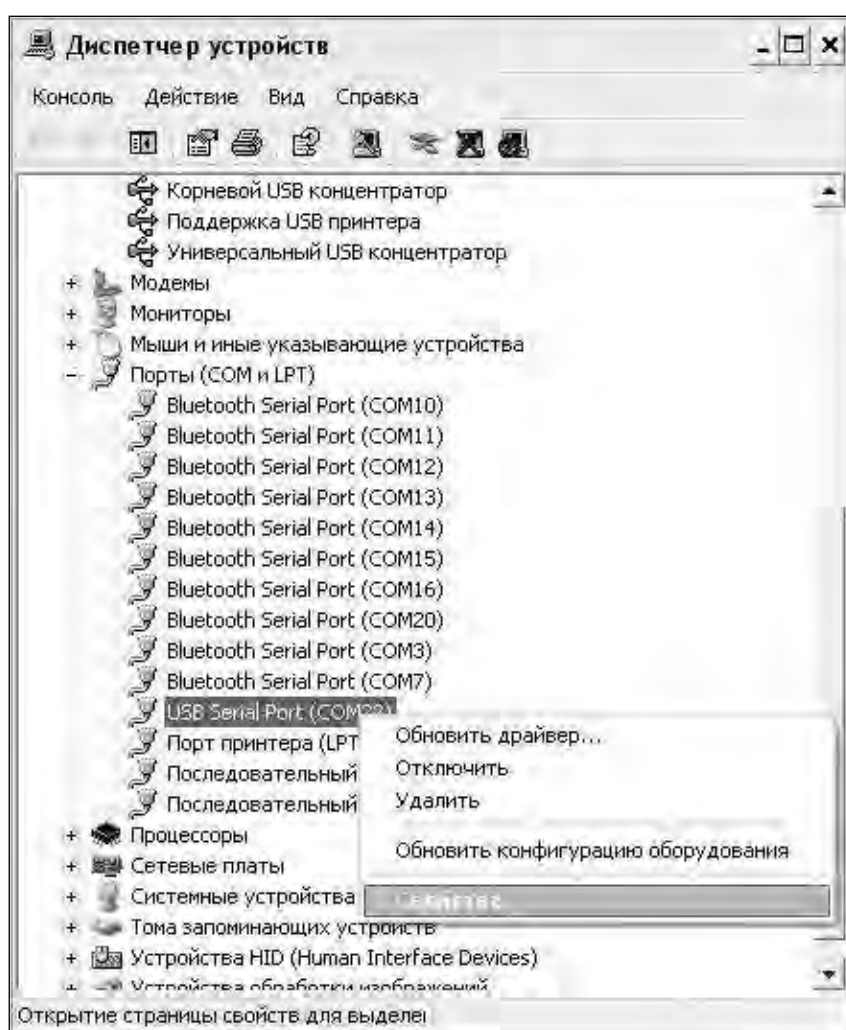 Диспетчер устройств
Консоль Действие Вид Справка
Корневой USB концентратор
Поддержка USB принтера
Универсальный USB концентратор
Модемы
Мониторы
Мыши и иные указывающие устройства
Порты (COM и LPT)
Bluetooth Serial Port (COM10)
Bluetooth Serial Port (COM11)
Bluetooth Serial Port (COM12)
Bluetooth Serial Port (COM13)
Bluetooth Serial Port (COM14)
Bluetooth Serial Port (COM15)
Bluetooth Serial Port (COM16)
Bluetooth Serial Port (COM20)
Bluetooth Serial Port (COM3)
Bluetooth Serial Port (COM7)
USB Serial Port
Порт принтера (LPT
Последовательный
Последовательный
Обновить драйвер...
Отключить
Удалить
Обновить конфигурацию оборудования
Свойства
Процессоры
Сетевые платы
Системные устройства
Тома запоминающих устройств
Устройства HID (Human Interface Devices)
Устройства обработки изображений
Открытие страницы свойств для выделе